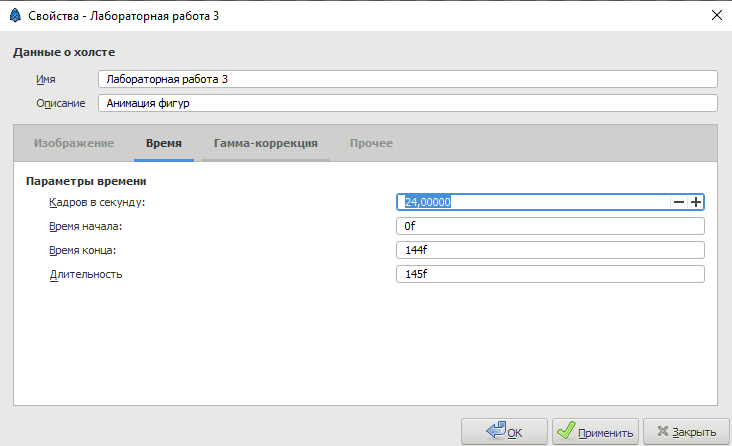 Свойства - Лабораторная работа 3
Данные о холсте
Имя Лабораторная работа 3
Описание Анимация фигур
Изображение Время Гамма-коррекция Прочее
Параметры времени
Кадров в секунду: 24,00000
Время начала: 0f
Время конца: 144f
Длительность 145f
ОК Применить Закрыть